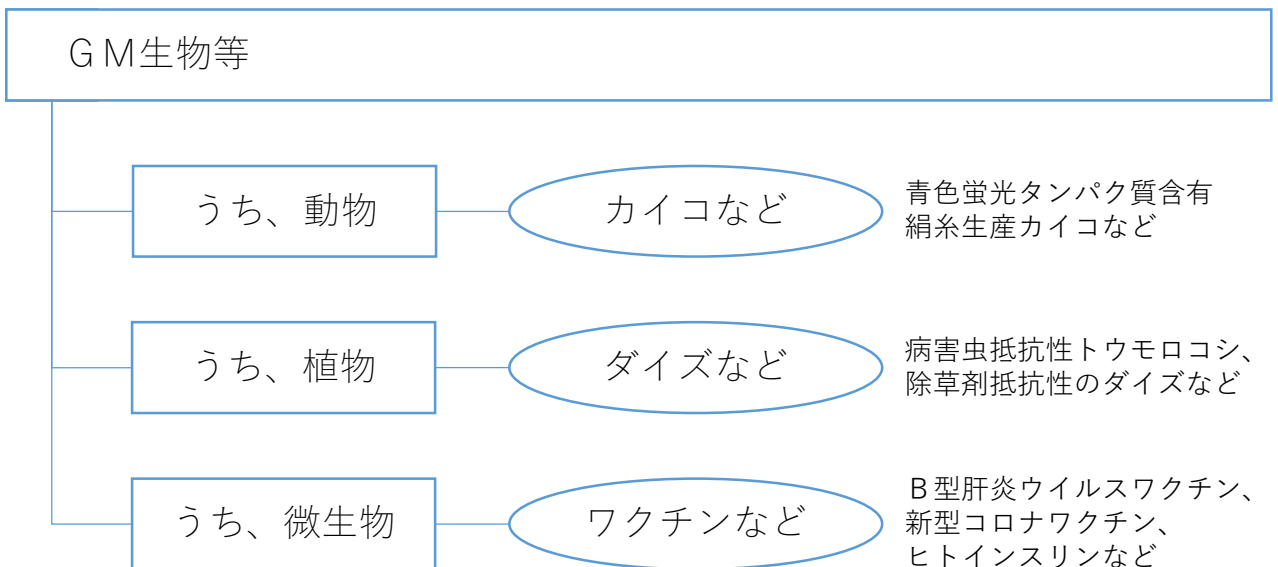 ＧＭ生物等
うち、動物
カイコなど
青色蛍光タンパク質含有
絹糸生産カイコなど
うち、植物
ダイズなど
病害虫抵抗性トウモロコシ、
除草剤抵抗性のダイズなど
うち、微生物
ワクチンなど
Ｂ型肝炎ウイルスワクチン、
新型コロナワクチン、
ヒトインスリンなど